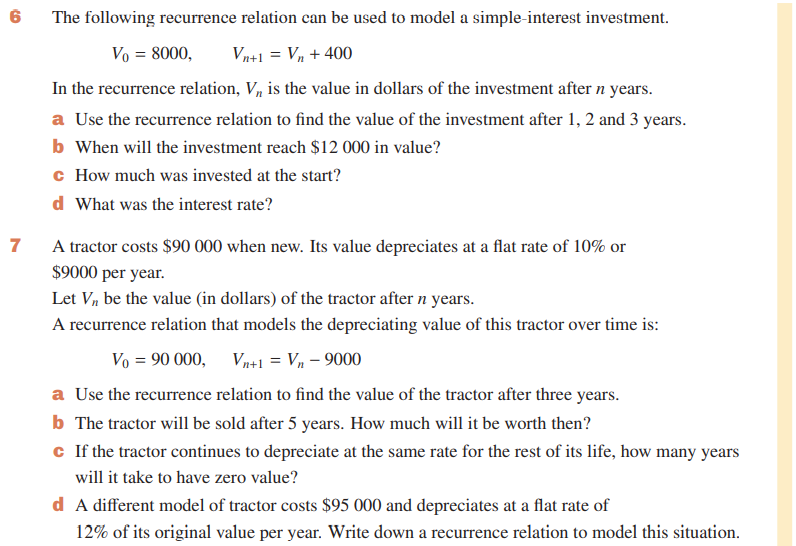 6 The following recurrence relation can be used to model a simple-interest investment.
V₀ = 8000, Vₙ₊₁ = Vₙ + 400
In the recurrence relation, Vₙ is the value in dollars of the investment after n years.
a Use the recurrence relation to find the value of the investment after 1, 2 and 3 years.
b When will the investment reach $12 000 in value?
c How much was invested at the start?
d What was the interest rate?
7 A tractor costs $90 000 when new. Its value depreciates at a flat rate of 10% or
$9000 per year.
Let Vₙ be the value (in dollars) of the tractor after n years.
A recurrence relation that models the depreciating value of this tractor over time is:
V₀ = 90 000, Vₙ₊₁ = Vₙ − 9000
a Use the recurrence relation to find the value of the tractor after three years.
b The tractor will be sold after 5 years. How much will it be worth then?
c If the tractor continues to depreciate at the same rate for the rest of its life, how many years
will it take to have zero value?
d A different model of tractor costs $95 000 and depreciates at a flat rate of
12% of its original value per year. Write down a recurrence relation to model this situation.